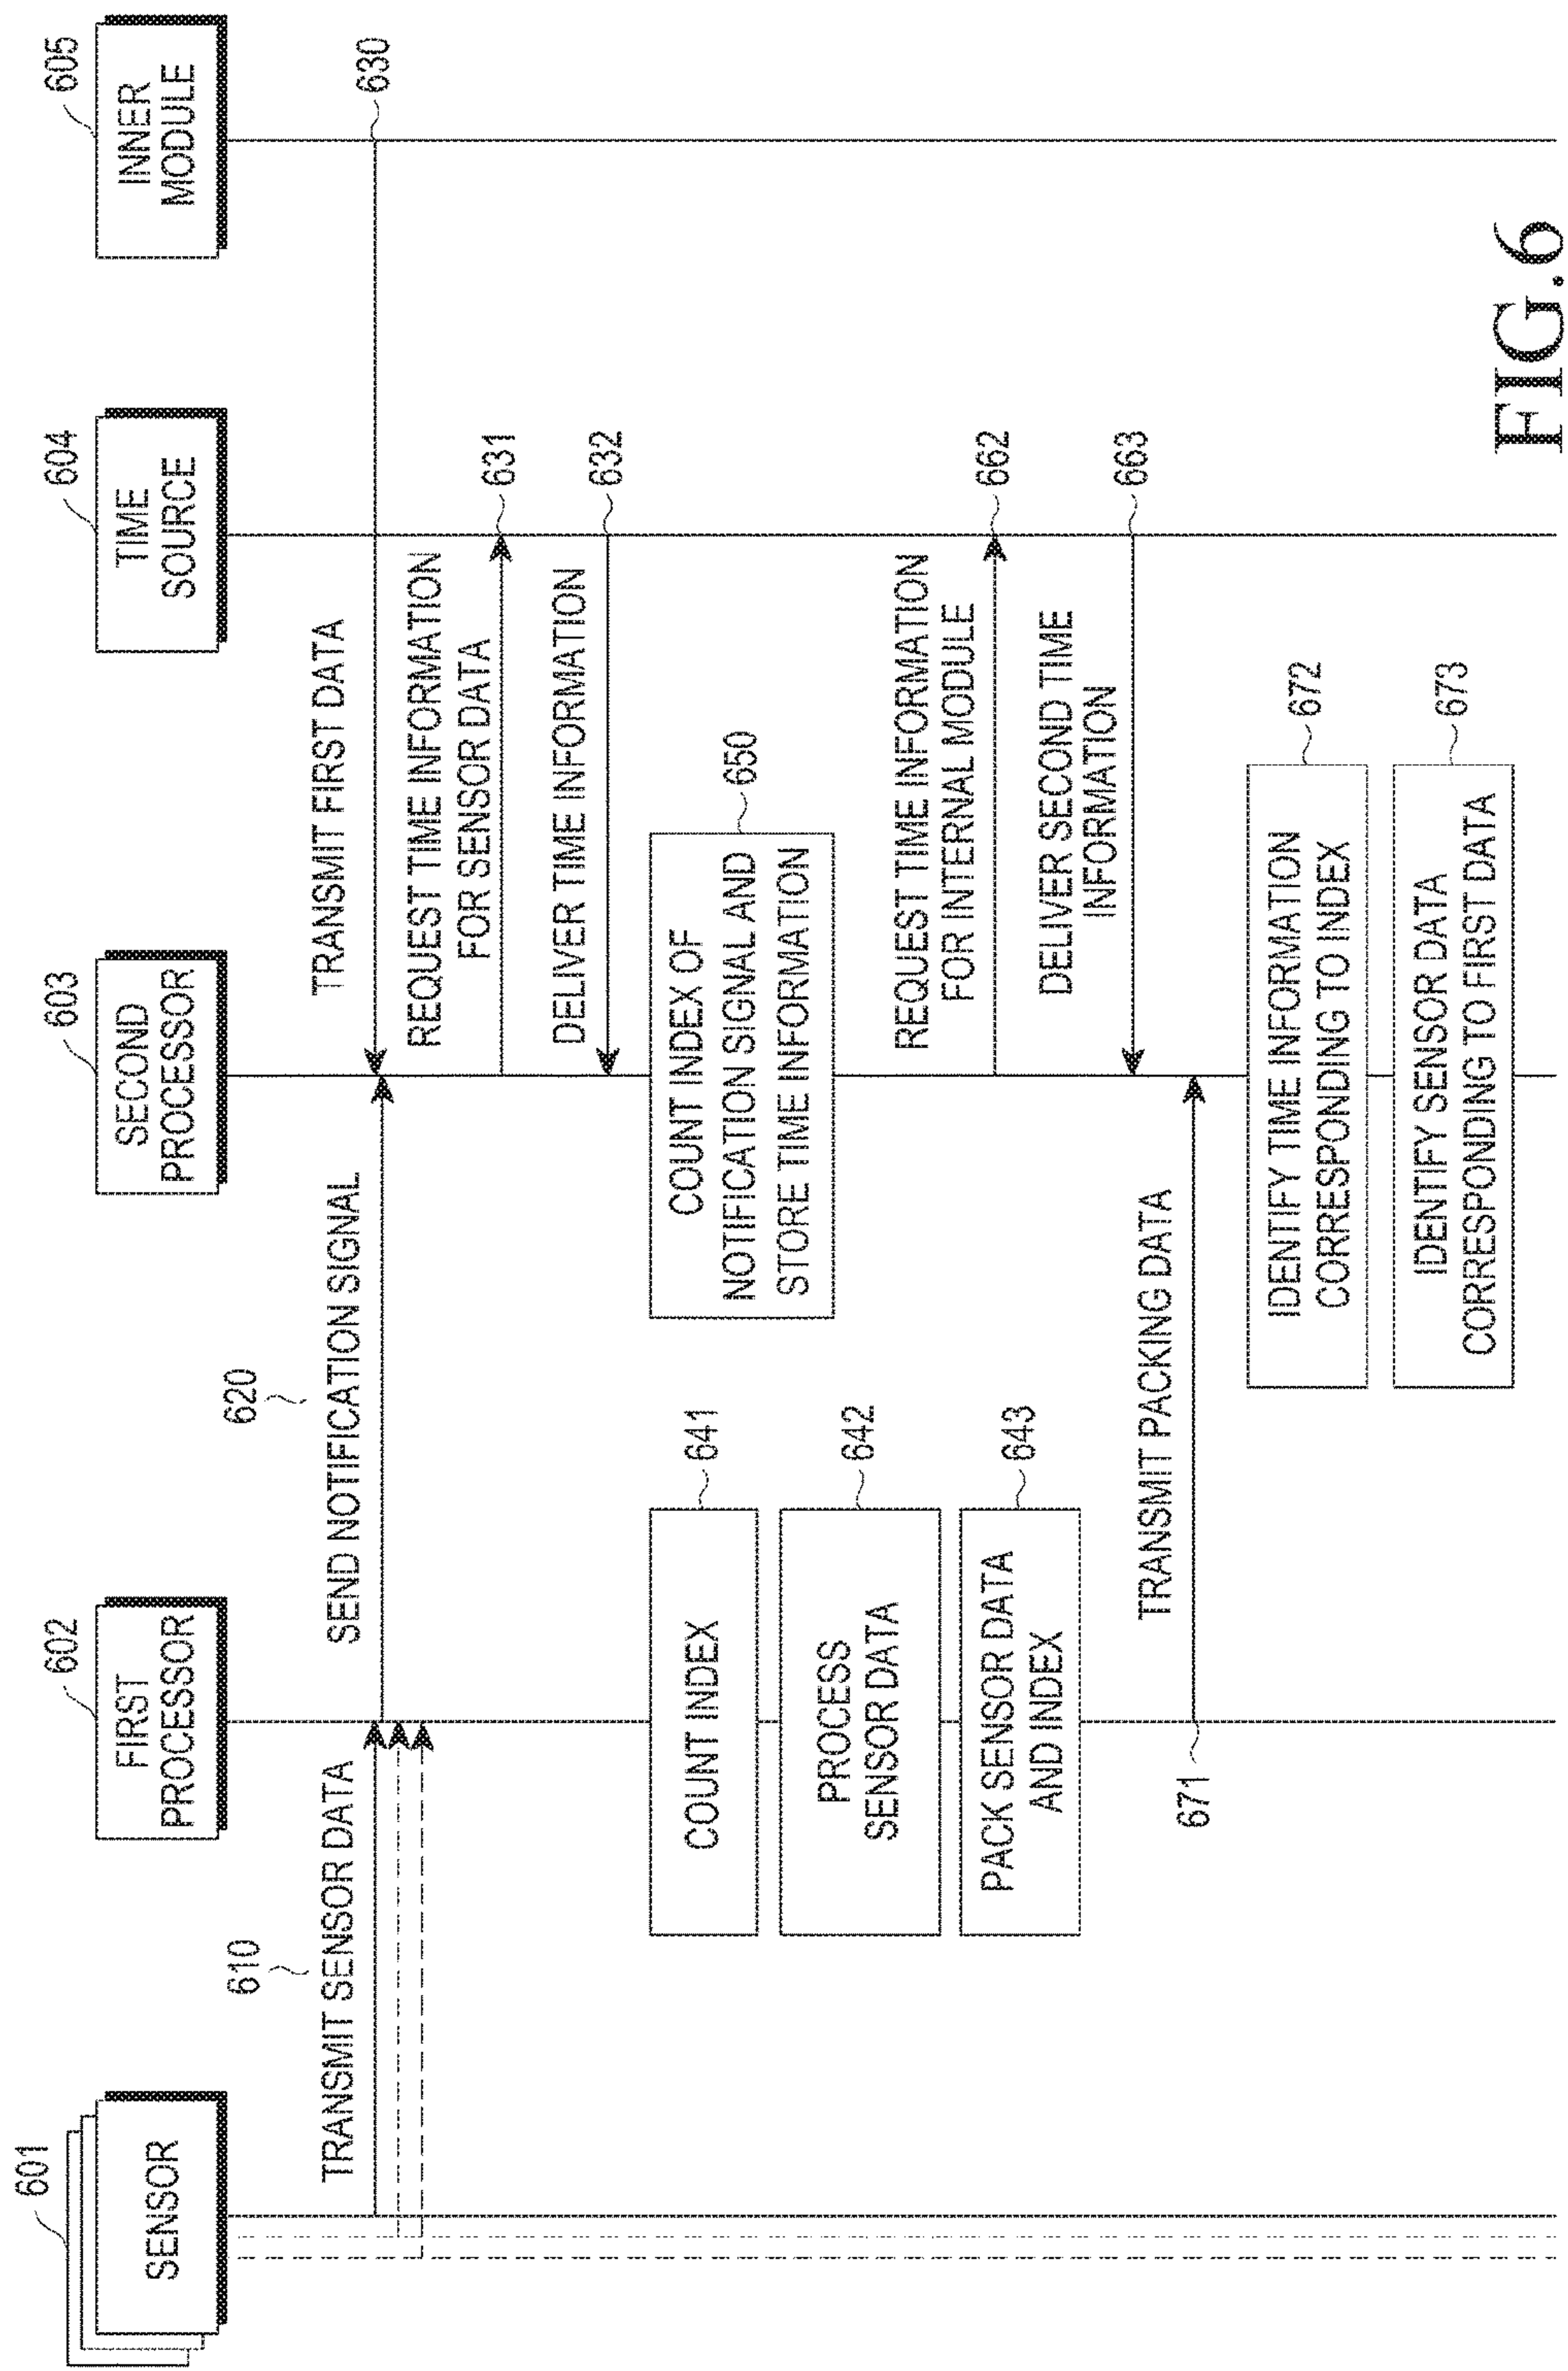 601
SENSOR
602
FIRST
PROCESSOR
603
SECOND
PROCESSOR
604
TIME
SOURCE
605
INNER
MODULE
610
TRANSMIT SENSOR DATA
620
SEND NOTIFICATION SIGNAL
TRANSMIT FIRST DATA
630
REQUEST TIME INFORMATION
FOR SENSOR DATA
631
DELIVER TIME INFORMATION
632
COUNT INDEX
641
PROCESS
SENSOR DATA
642
PACK SENSOR DATA
AND INDEX
643
COUNT INDEX OF
NOTIFICATION SIGNAL AND
STORE TIME INFORMATION
650
REQUEST TIME INFORMATION
FOR INTERNAL MODULE
662
DELIVER SECOND TIME
INFORMATION
663
TRANSMIT PACKING DATA
671
IDENTIFY TIME INFORMATION
CORRESPONDING TO INDEX
672
IDENTIFY SENSOR DATA
CORRESPONDING TO FIRST DATA
673
FIG.6